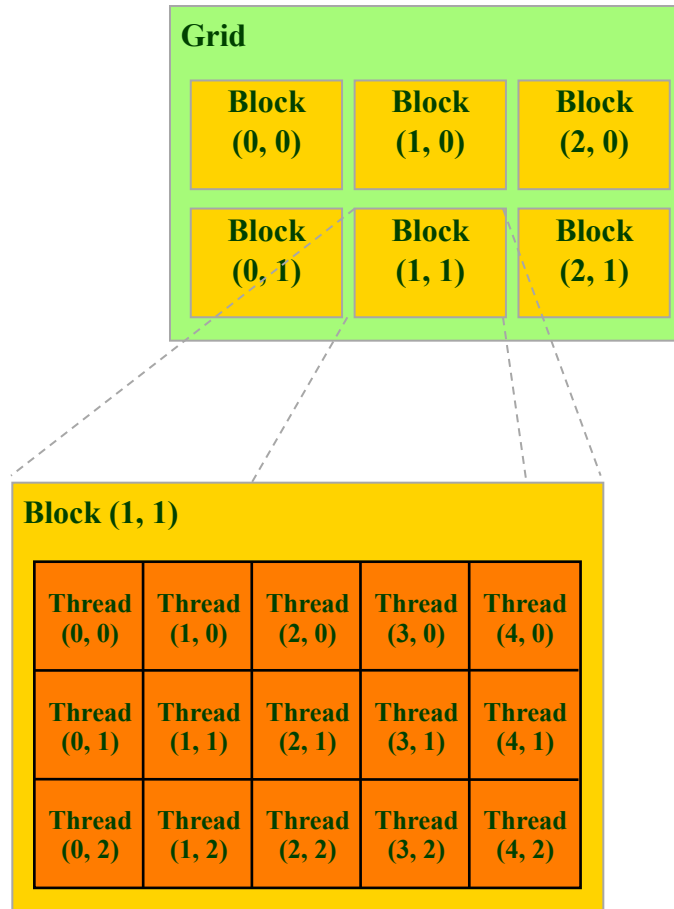 Grid
Block Block Block
(0, 0) (1, 0) (2, 0)
Block Block Block
(0, 1) (1, 1) (2, 1)
Block (1, 1)
Thread Thread Thread Thread Thread
(0, 0) (1, 0) (2, 0) (3, 0) (4, 0)
Thread Thread Thread Thread Thread
(0, 1) (1, 1) (2, 1) (3, 1) (4, 1)
Thread Thread Thread Thread Thread
(0, 2) (1, 2) (2, 2) (3, 2) (4, 2)